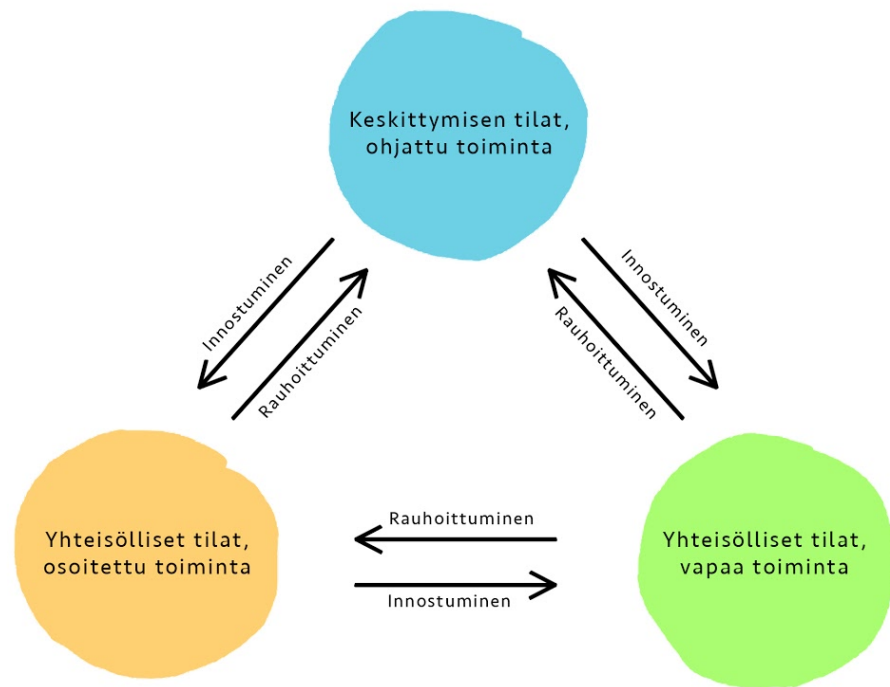 Keskittymisen tilat,
ohjattu toiminta
Innostuminen
Rauhoittuminen
Innostuminen
Rauhoittuminen
Yhteisölliset tilat,
osoitettu toiminta
Rauhoittuminen
Innostuminen
Yhteisölliset tilat,
vapaa toiminta